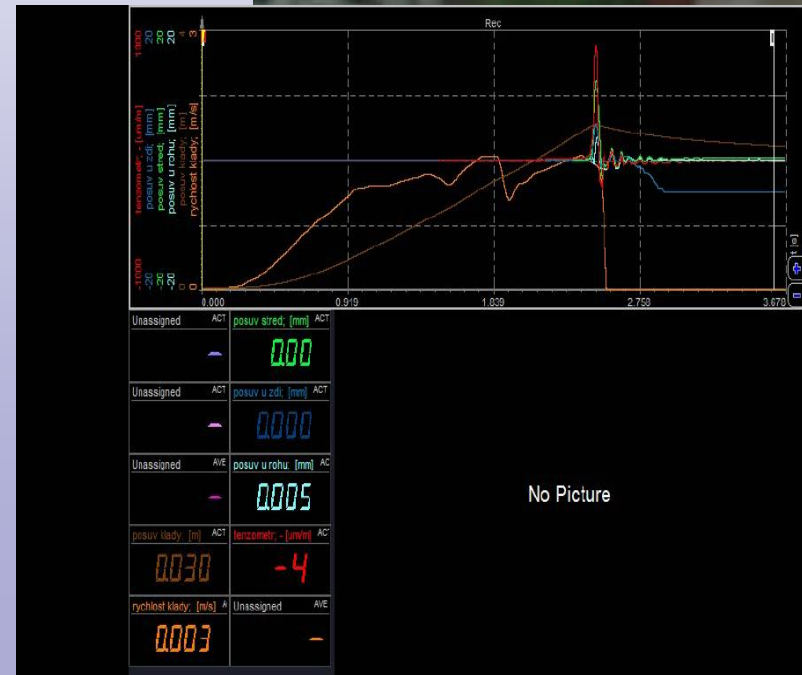 Rec
1000 20 20 20 4 3
tenzometr; - [um/m]
posuv u zdi; [mm]
posuv stred; [mm]
posuv u rohu; [mm]
posuv klady; [m]
rychlost klady; [m/s]
-1000 -20 -20 -20 0 0
0.000 0.919 1.839 2.758 3.678
t [s]
Unassigned ACT posuv stred; [mm] ACT
- 0.00
Unassigned ACT posuv u zdi; [mm] ACT
- 0.000
Unassigned AVE posuv u rohu; [mm] AC
- 0.005
posuv klady; [m] ACT tenzometr; - [um/m] AC
0.030 -4
rychlost klady; [m/s] A Unassigned AVE
0.003 -
No Picture